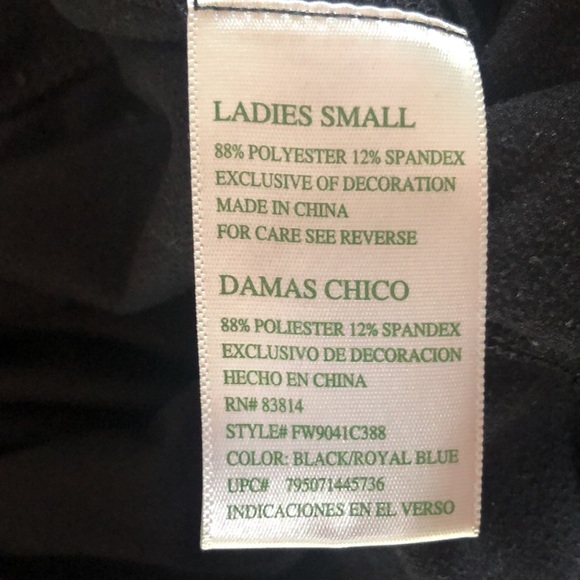 LADIES SMALL
88% POLYESTER 12% SPANDEX
EXCLUSIVE OF DECORATION
MADE IN CHINA
FOR CARE SEE REVERSE
DAMAS CHICO
88% POLIESTER 12% SPANDEX
EXCLUSIVO DE DECORACION
HECHO EN CHINA
RN# 83814
STYLE# FW9041C388
COLOR: BLACK/ROYAL BLUE
UPC# 795071445736
INDICACIONES EN EL VERSO